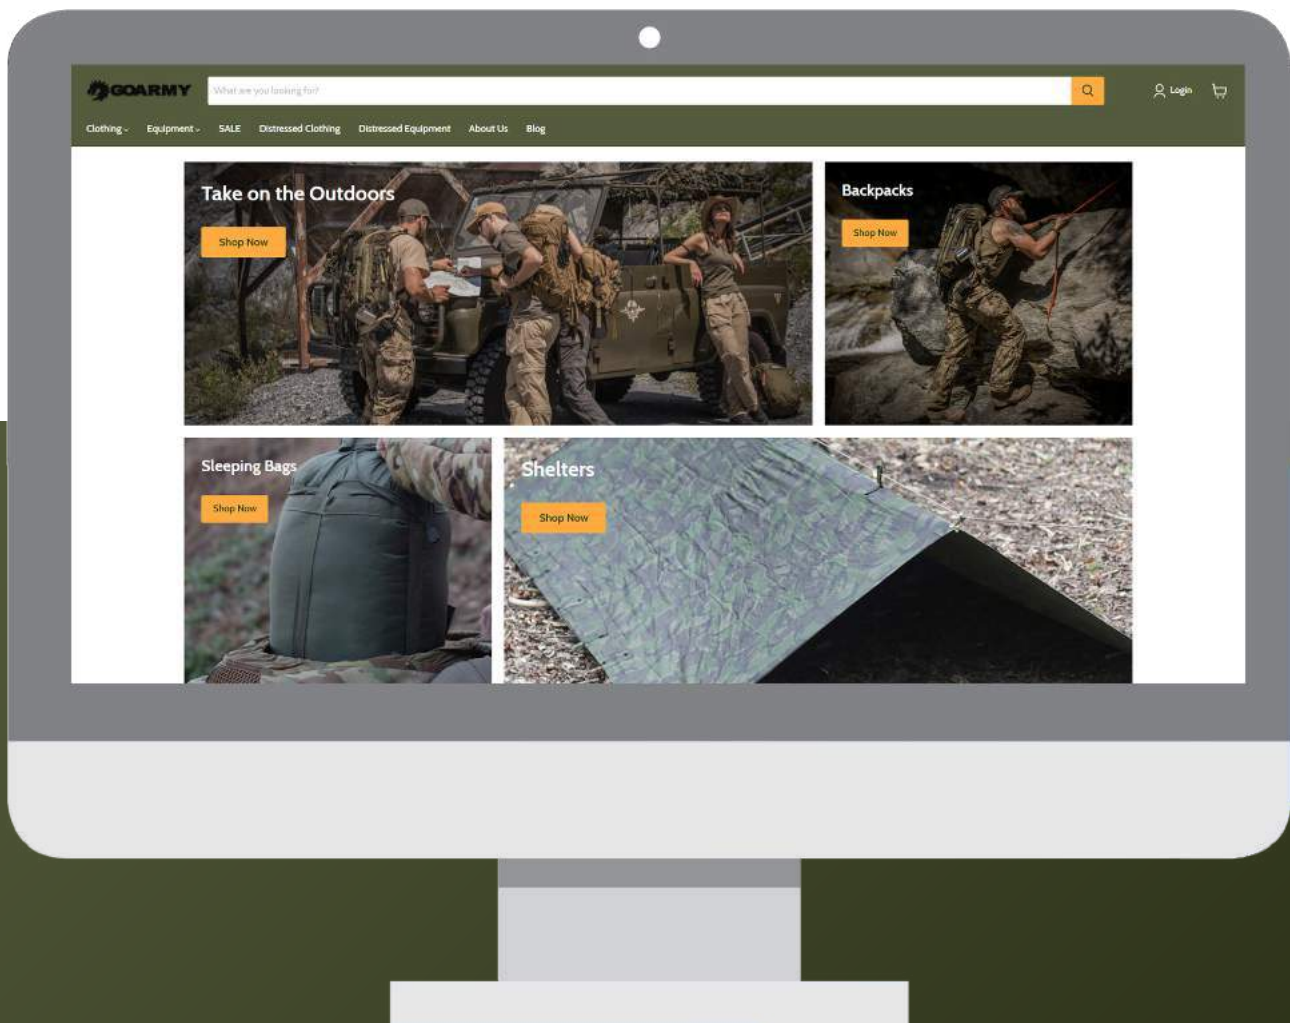 GOARMY
What are you looking for?
Login
Clothing
Equipment
SALE
Distressed Clothing
Distressed Equipment
About Us
Blog
Take on the Outdoors
Shop Now
Backpacks
Shop Now
Sleeping Bags
Shop Now
Shelters
Shop Now